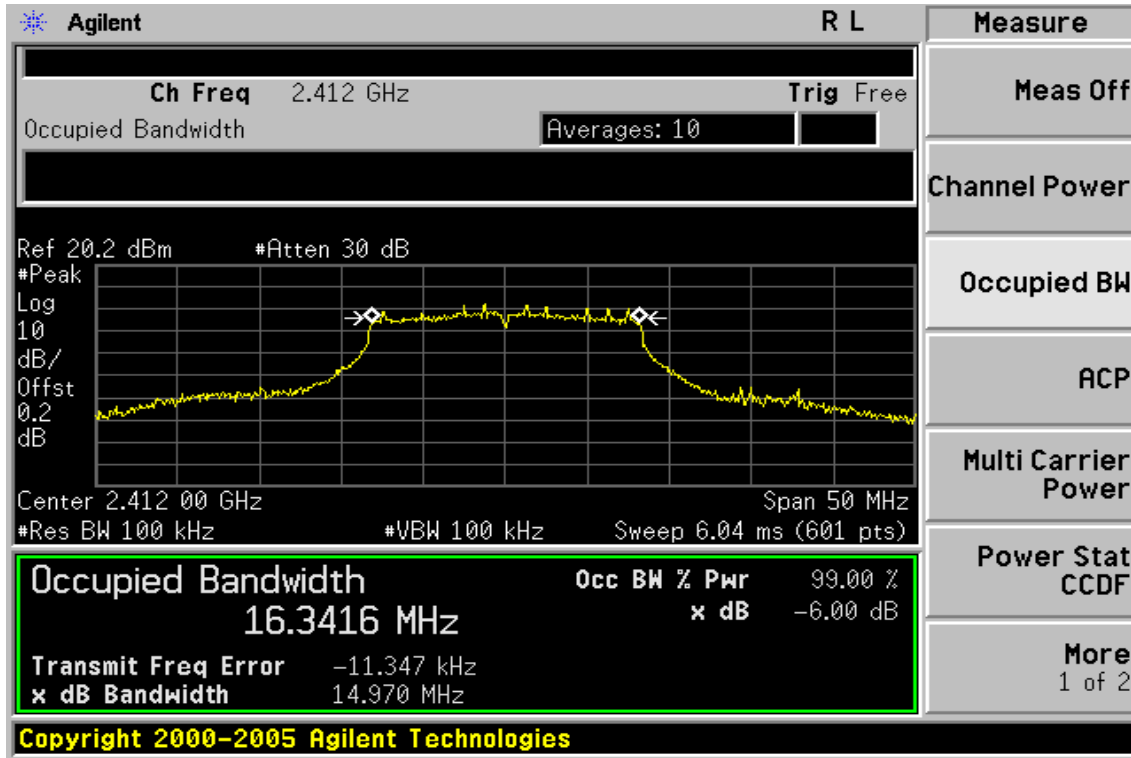 Agilent R L
Ch Freq 2.412 GHz Trig Free
Occupied Bandwidth Averages: 10
Ref 20.2 dBm #Atten 30 dB
#Peak
Log
10
dB/
Offst
0.2
dB
Center 2.412 00 GHz Span 50 MHz
#Res BW 100 kHz #VBW 100 kHz Sweep 6.04 ms (601 pts)
Occupied Bandwidth
16.3416 MHz
Occ BW % Pwr 99.00 %
x dB -6.00 dB
Transmit Freq Error -11.347 kHz
x dB Bandwidth 14.970 MHz
Copyright 2000-2005 Agilent Technologies
Measure
Meas Off
Channel Power
Occupied BW
ACP
Multi Carrier
Power
Power Stat
CCDF
More
1 of 2